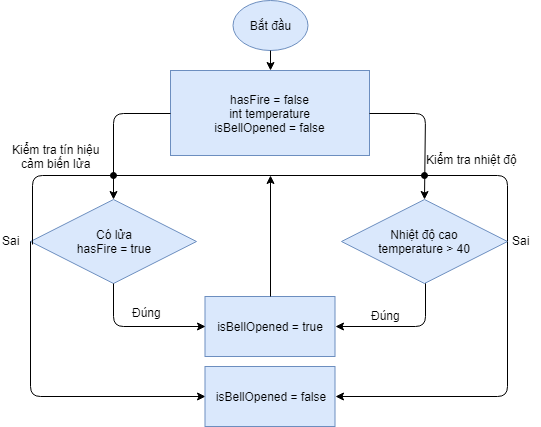 Bắt đầu
hasFire = false
int temperature
isBellOpened = false
Kiểm tra tín hiệu
cảm biến lửa
Kiểm tra nhiệt độ
Sai
Có lửa
hasFire = true
Nhiệt độ cao
temperature > 40
Sai
Đúng
isBellOpened = true
Đúng
isBellOpened = false